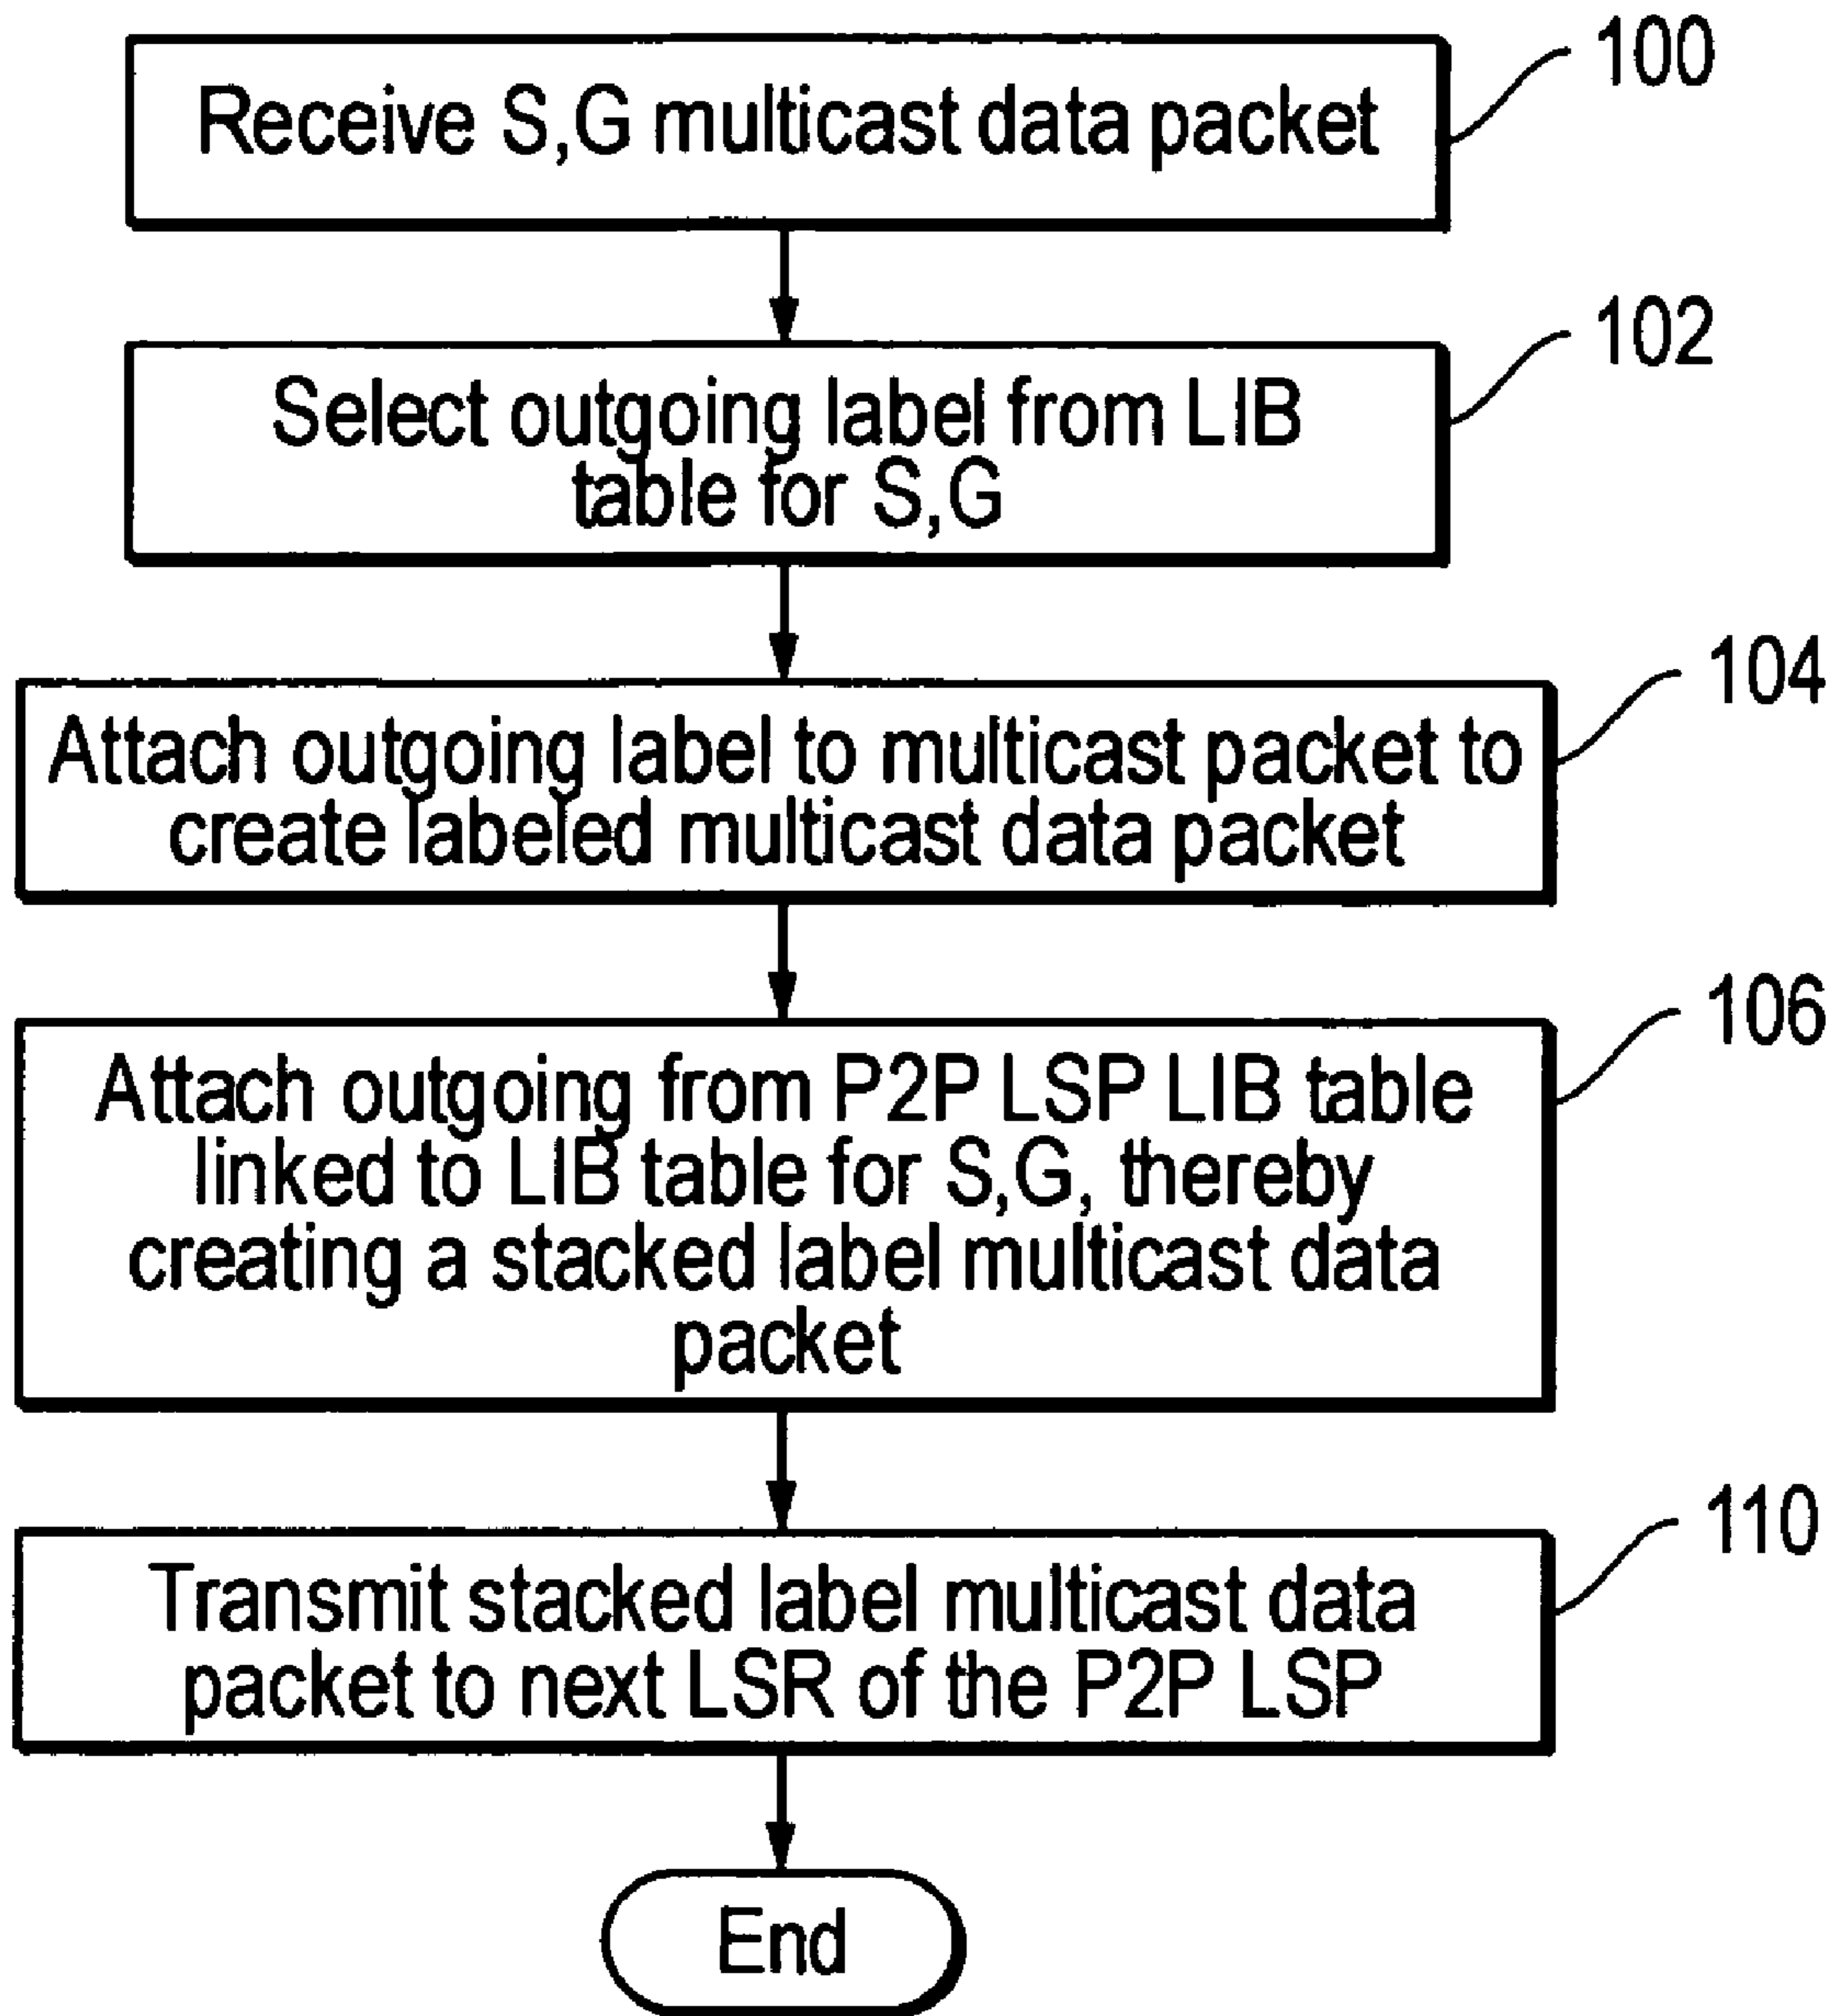 Receive S,G multicast data packet
100
Select outgoing label from LIB
table for S,G
102
Attach outgoing label to multicast packet to
create labeled multicast data packet
104
Attach outgoing from P2P LSP LIB table
linked to LIB table for S,G, thereby
creating a stacked label multicast data
packet
106
Transmit stacked label multicast data
packet to next LSR of the P2P LSP
110
End